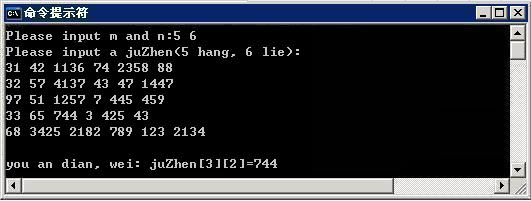 命令提示符
Please input m and n:5 6
Please input a juZhen(5 hang, 6 lie):
31 42 1136 74 2358 88
32 57 4137 43 47 1447
97 51 1257 7 445 459
33 65 744 3 425 43
68 3425 2182 789 123 2134
you an dian, wei: juZhen[3][2]=744